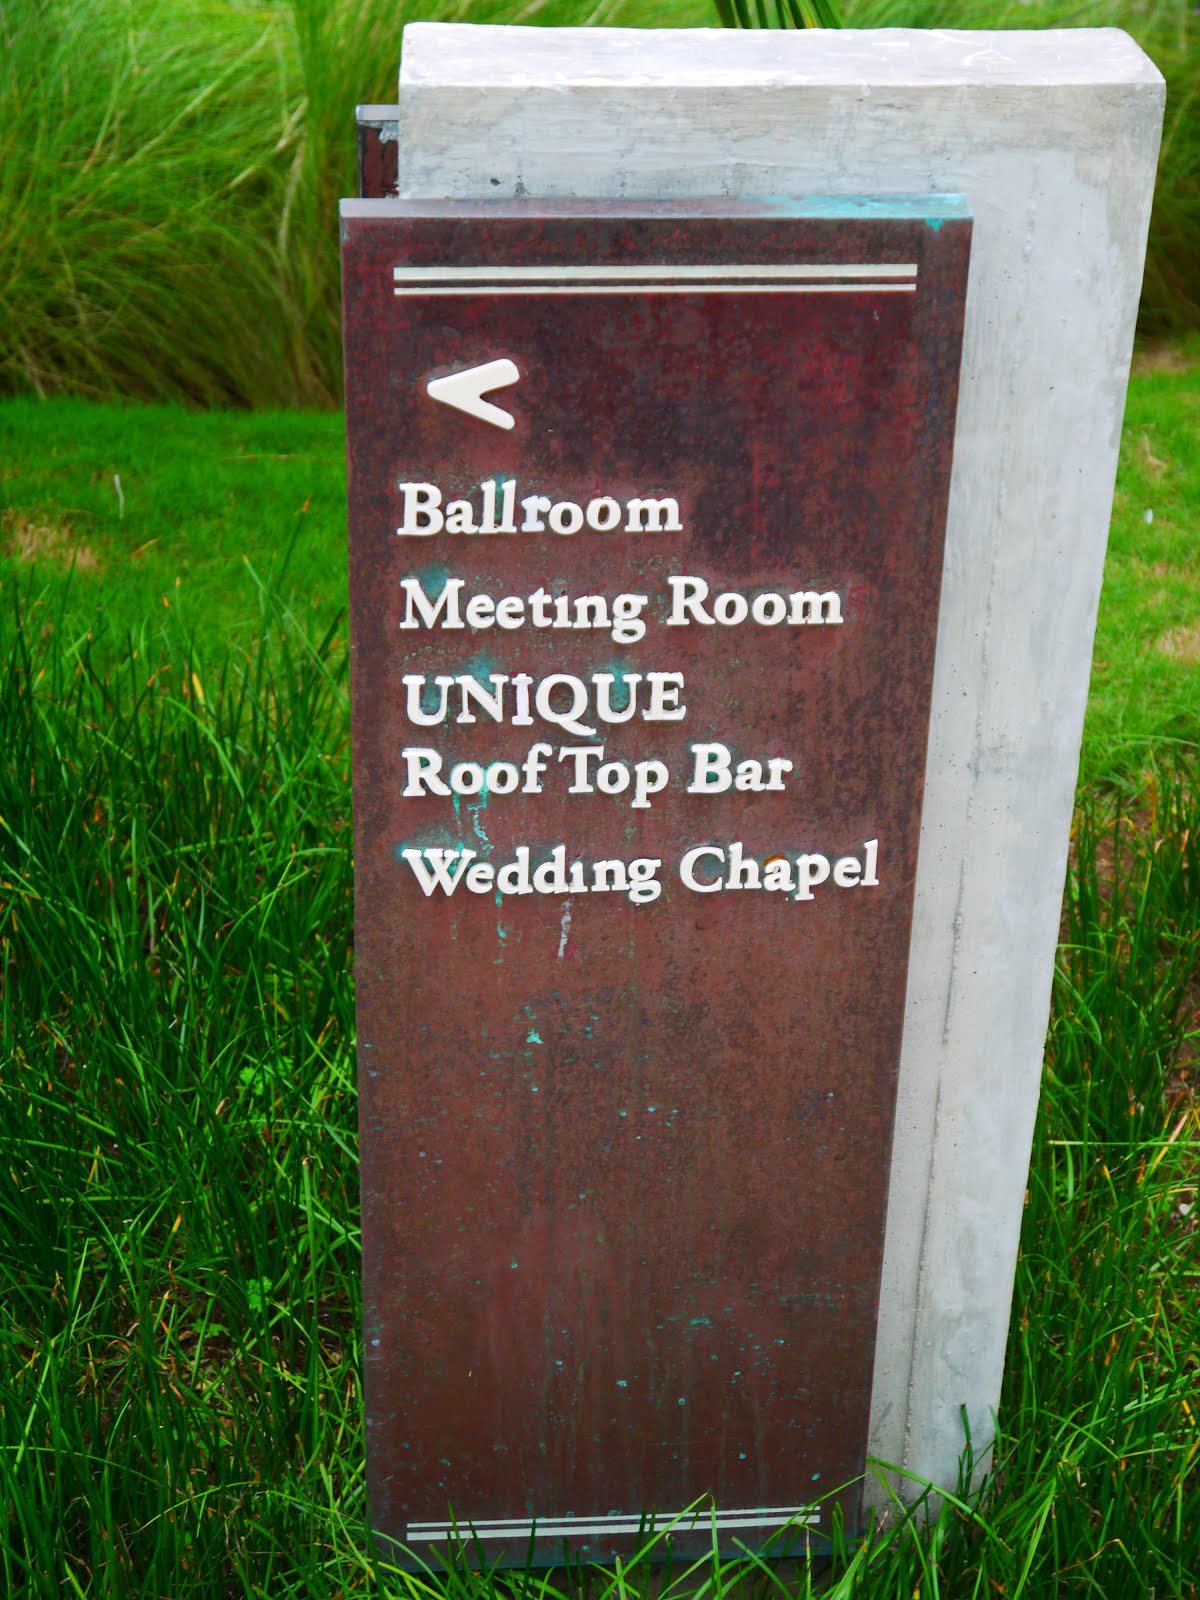 Ballroom
Meeting Room
UNIQUE
Roof Top Bar
Wedding Chapel